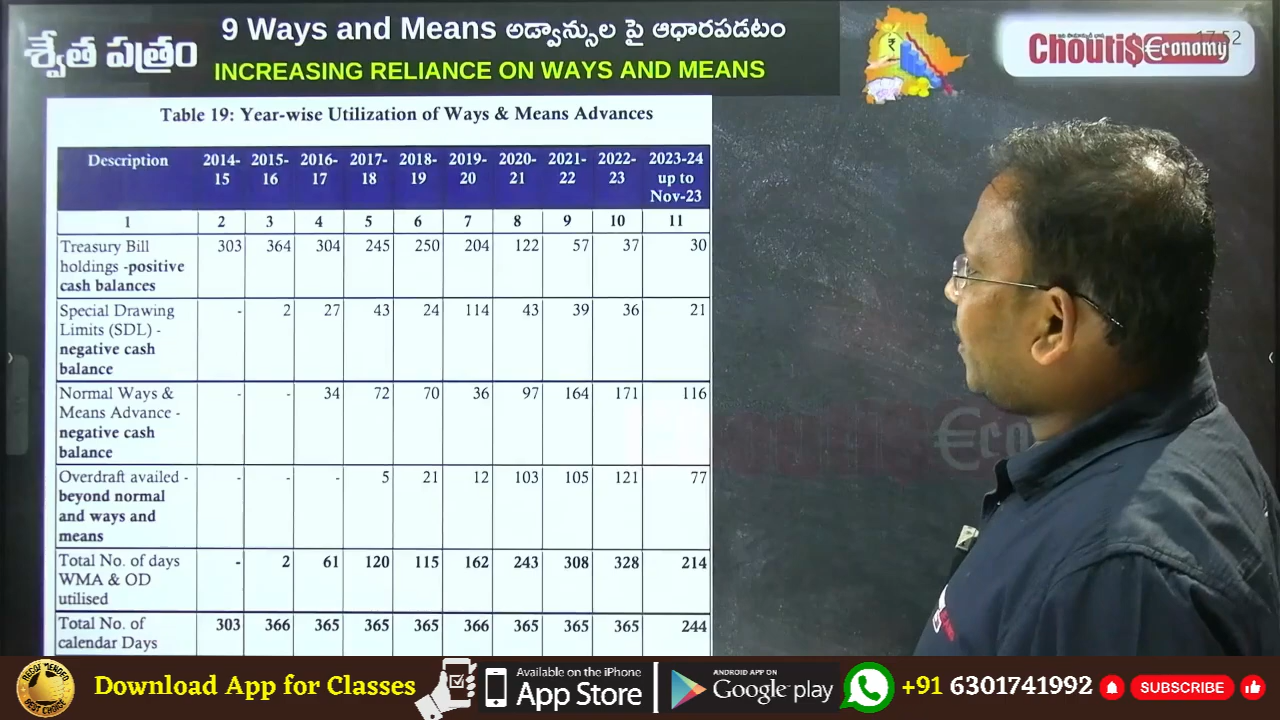 శ్వేత పత్రం
9 Ways and Means అడ్వాన్సుల పై ఆధారపడటం
INCREASING RELIANCE ON WAYS AND MEANS
Chouti$ €conomy
17:52
Table 19: Year-wise Utilization of Ways & Means Advances
Description 2014-15 2015-16 2016-17 2017-18 2018-19 2019-20 2020-21 2021-22 2022-23 2023-24 up to Nov-23
1 2 3 4 5 6 7 8 9 10 11
Treasury Bill 303 364 304 245 250 204 122 57 37 30
holdings -positive
cash balances
Special Drawing - 2 27 43 24 114 43 39 36 21
Limits (SDL) -
negative cash
balance
Normal Ways & - - 34 72 70 36 97 164 171 116
Means Advance -
negative cash
balance
Overdraft availed - - - - 5 21 12 103 105 121 77
beyond normal
and ways and
means
Total No. of days - 2 61 120 115 162 243 308 328 214
WMA & OD
utilised
Total No. of 303 366 365 365 365 366 365 365 365 244
calendar Days
Download App for Classes
Available on the iPhone
App Store
ANDROID APP ON
Google play
+91 6301741992
SUBSCRIBE